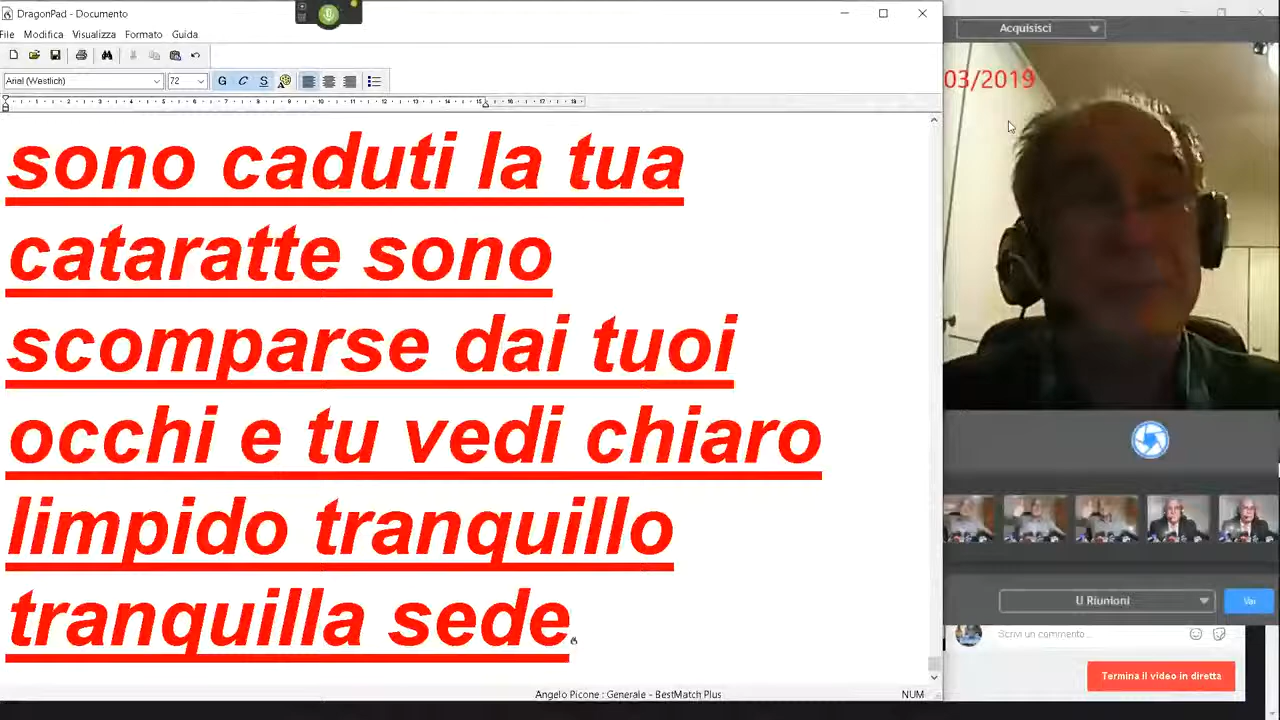 DragonPad - Documento
File Modifica Visualizza Formato Guida
Arial (Westlich) 72 G C S
sono caduti la tua
cataratte sono
scomparse dai tuoi
occhi e tu vedi chiaro
limpido tranquillo
tranquilla sede
Angelo Picone : Generale - BestMatch Plus NUM
Acquisisci
03/2019
U Riunioni Vai
Scrivi un commento...
Termina il video in diretta